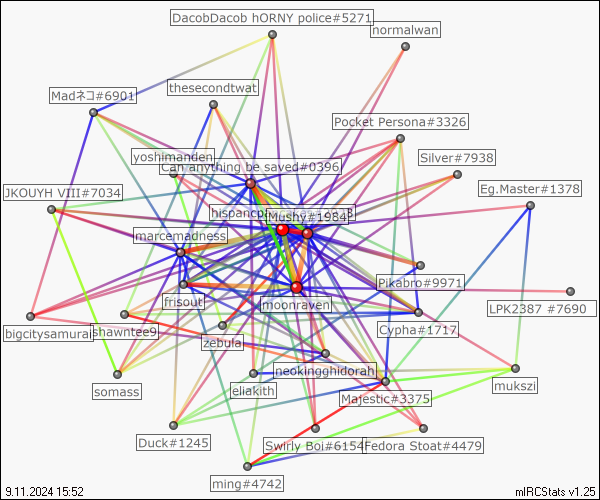 DacobDacob hORNY police#5271
normalwan
thesecondtwat
Madネコ#6901
Pocket Persona#3326
yoshimanden
Can anything be saved#0396
Silver#7938
JKOUYH VIII#7034
Eg.Master#1378
Mushy#1984
marcemadness
Pikabro#9971
frisout
moonraven
LPK2387 #7690
bigcitysamurai
shawntee9
Cypha#1717
zebula
neokingghidorah
somass
eliakith
Majestic#3375
mukszi
Duck#1245
Swirly Boi#6154
Fedora Stoat#4479
ming#4742
9.11.2024 15:52
mIRCStats v1.25